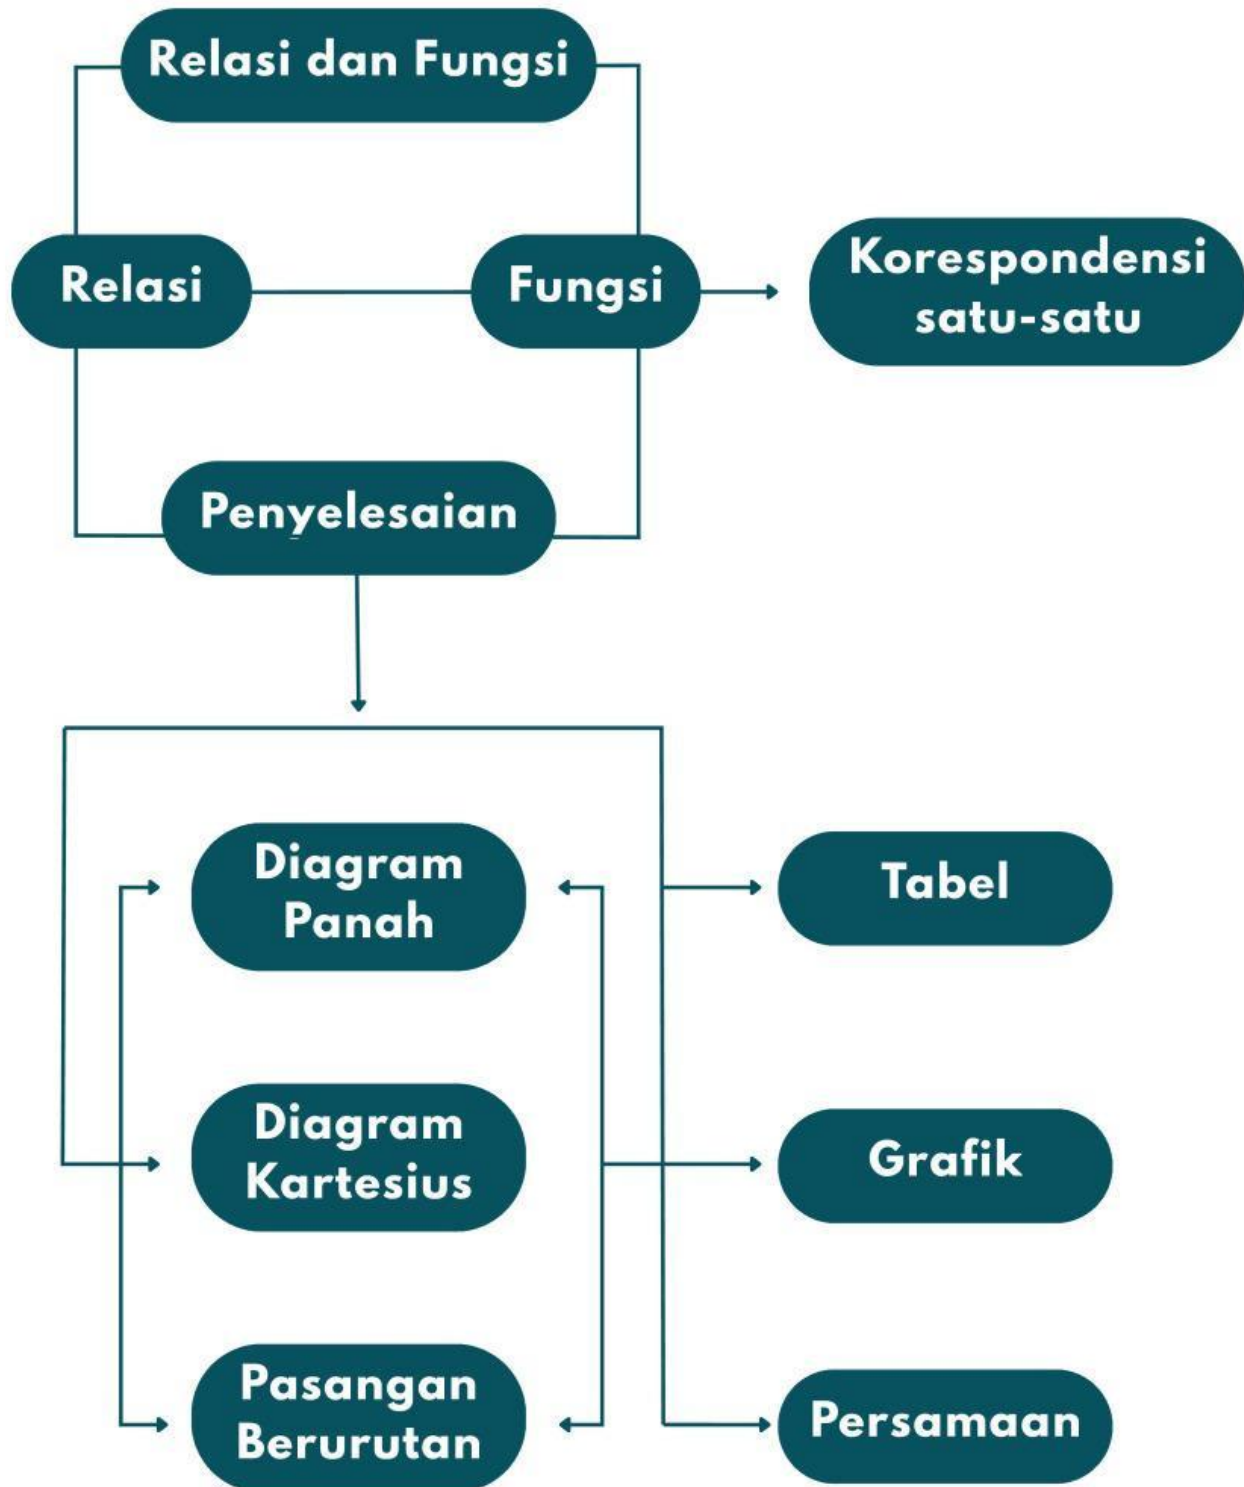 Relasi dan Fungsi
Relasi
Fungsi
Korespondensi
satu-satu
Penyelesaian
Diagram
Panah
Tabel
Diagram
Kartesius
Grafik
Pasangan
Berurutan
Persamaan